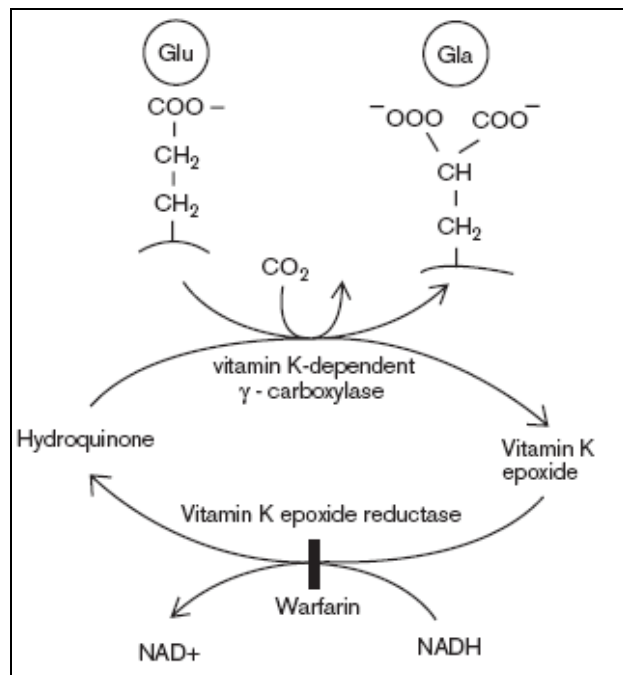 Glu
Gla
COO –
CH2
CH2
–OOO COO–
CH
CH2
CO2
vitamin K-dependent
γ - carboxylase
Hydroquinone
Vitamin K
epoxide
Vitamin K epoxide reductase
Warfarin
NAD+
NADH